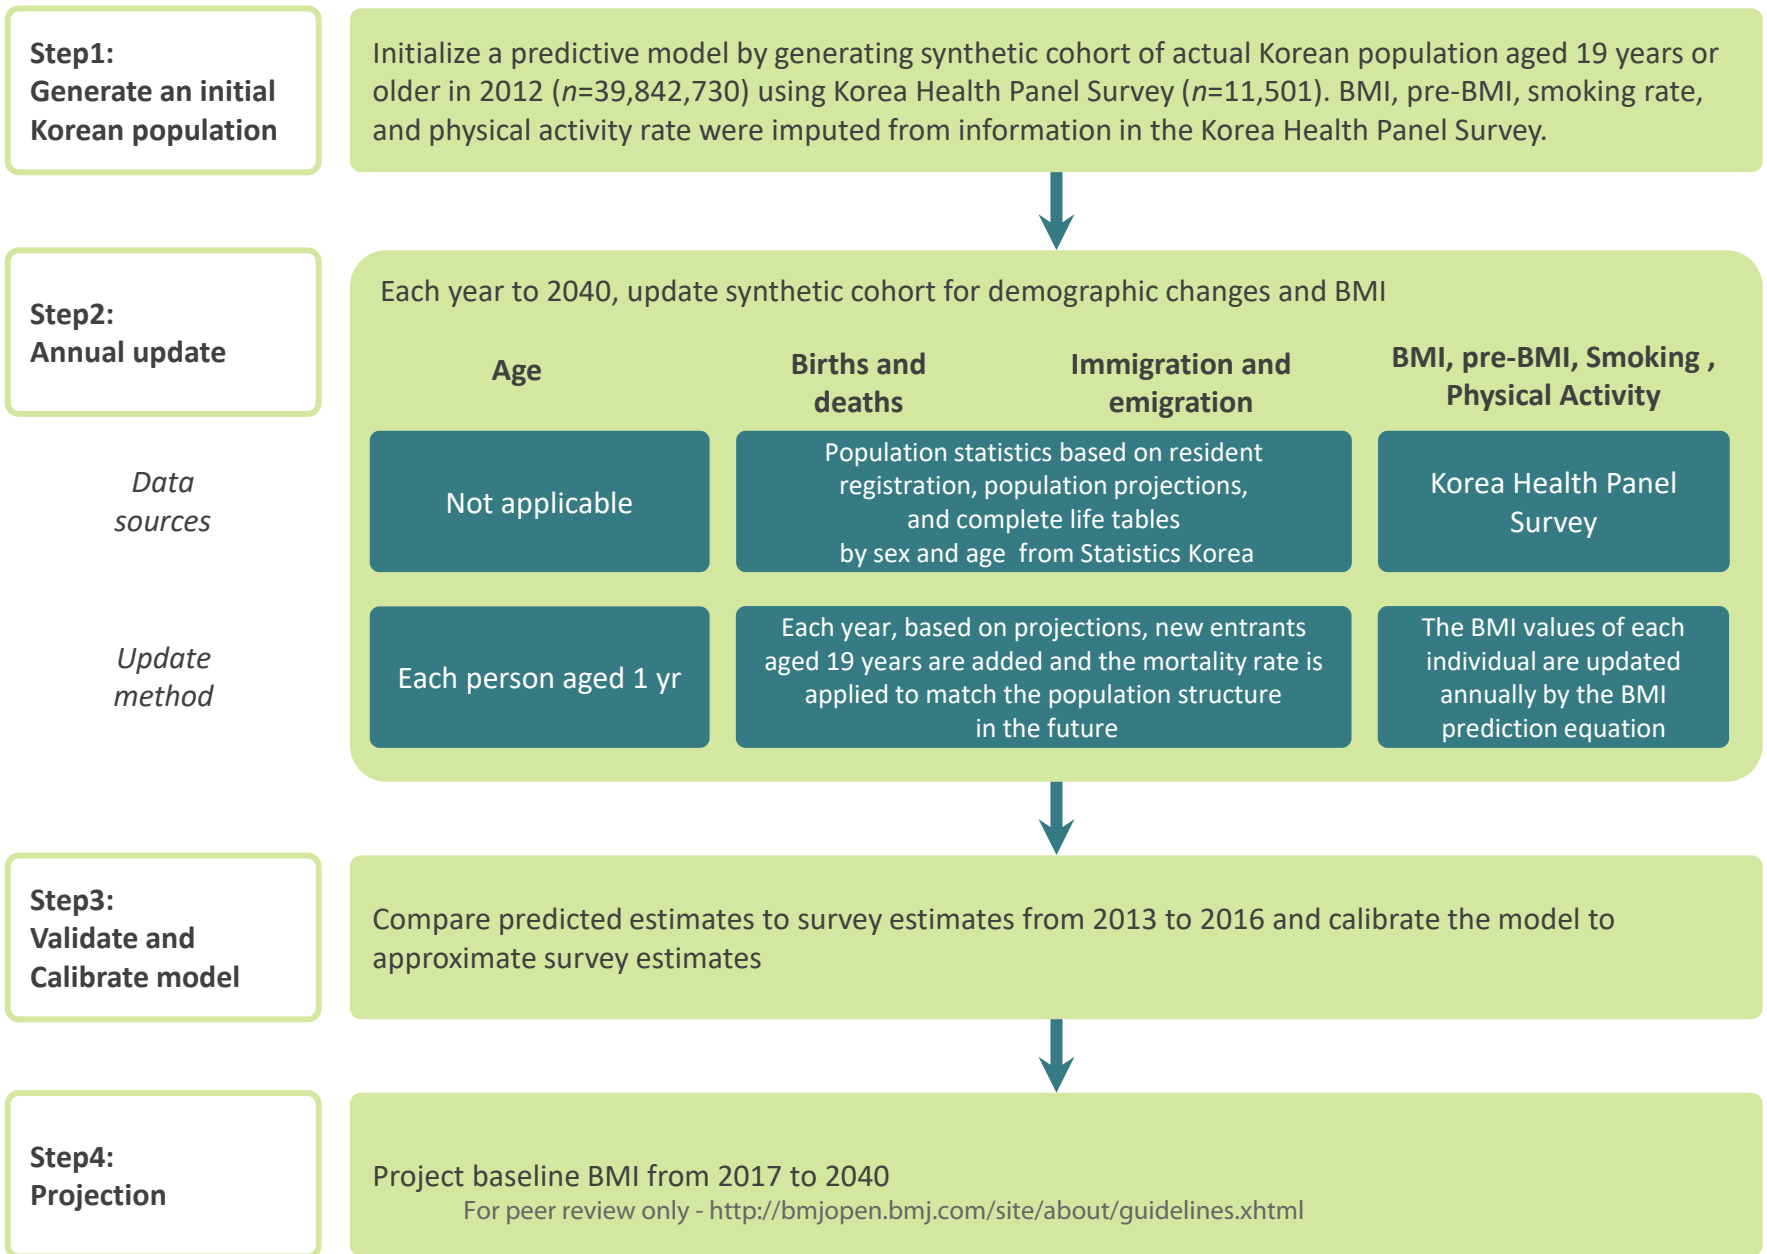 Step1:
Generate an initial
Korean population
Initialize a predictive model by generating synthetic cohort of actual Korean population aged 19 years or
older in 2012 (n=39,842,730) using Korea Health Panel Survey (n=11,501). BMI, pre-BMI, smoking rate,
and physical activity rate were imputed from information in the Korea Health Panel Survey.
Step2:
Annual update
Each year to 2040, update synthetic cohort for demographic changes and BMI
Age
Births and
deaths
Immigration and
emigration
BMI, pre-BMI, Smoking ,
Physical Activity
Data
sources
Not applicable
Population statistics based on resident
registration, population projections,
and complete life tables
by sex and age  from Statistics Korea
Korea Health Panel
Survey
Update
method
Each person aged 1 yr
Each year, based on projections, new entrants
aged 19 years are added and the mortality rate is
applied to match the population structure
in the future
The BMI values of each
individual are updated
annually by the BMI
prediction equation
Step3:
Validate and
Calibrate model
Compare predicted estimates to survey estimates from 2013 to 2016 and calibrate the model to
approximate survey estimates
Step4:
Projection
Project baseline BMI from 2017 to 2040
For peer review only - http://bmjopen.bmj.com/site/about/guidelines.xhtml